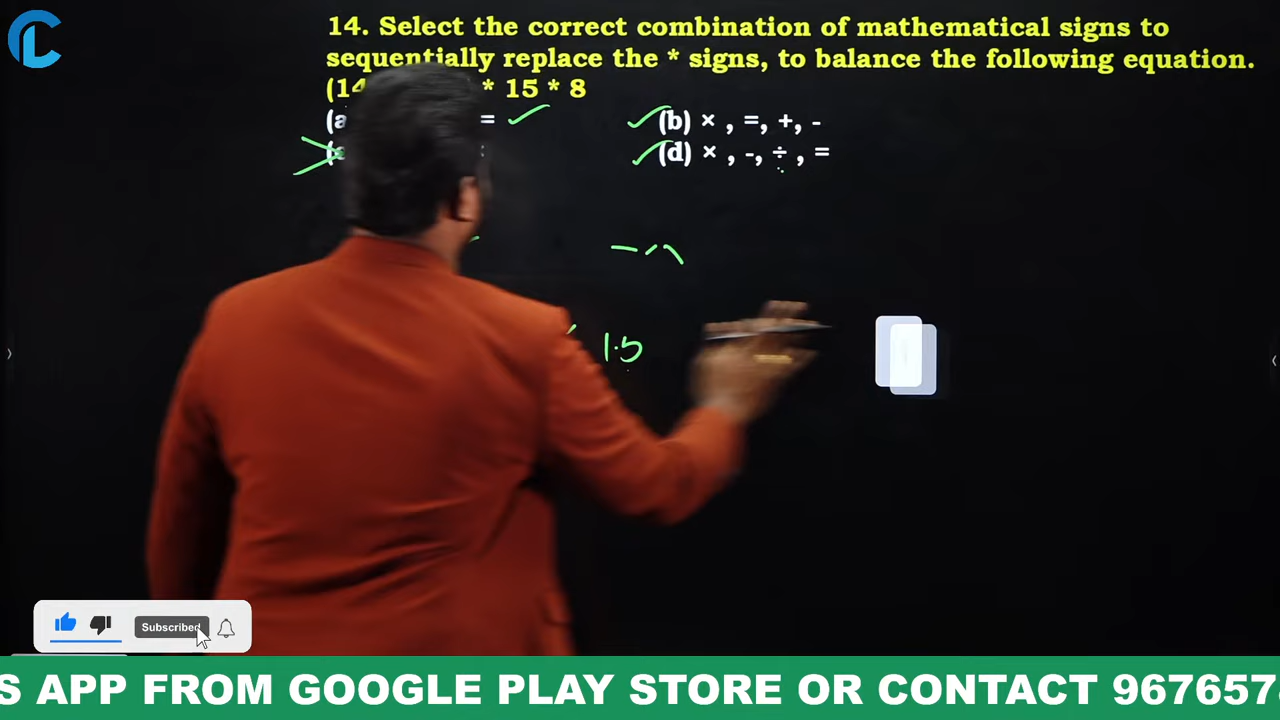 14. Select the correct combination of mathematical signs to
sequentially replace the * signs, to balance the following equation.
(14 * 15 * 8
(a =
(b) × , =, +, -
(d) × , -, ÷ , =
1.5
Subscribed
S APP FROM GOOGLE PLAY STORE OR CONTACT 967657